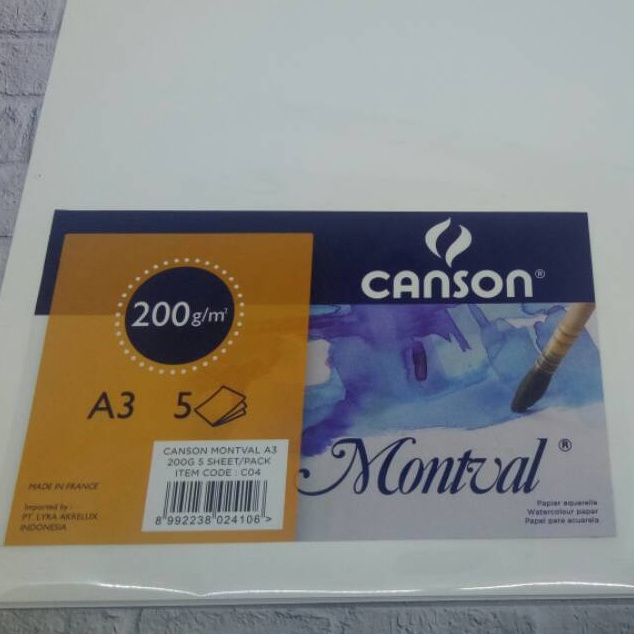 CANSON®
200g/m²
A3 5
CANSON MONTVAL A3
200G 5 SHEET/PACK
ITEM CODE : C04
8 992238 024106 >
MADE IN FRANCE
Imported by :
PT. LYRA AKRELUX
INDONESIA
Montval®
Papier aquarelle
Watercolour paper
Papel para acuarela